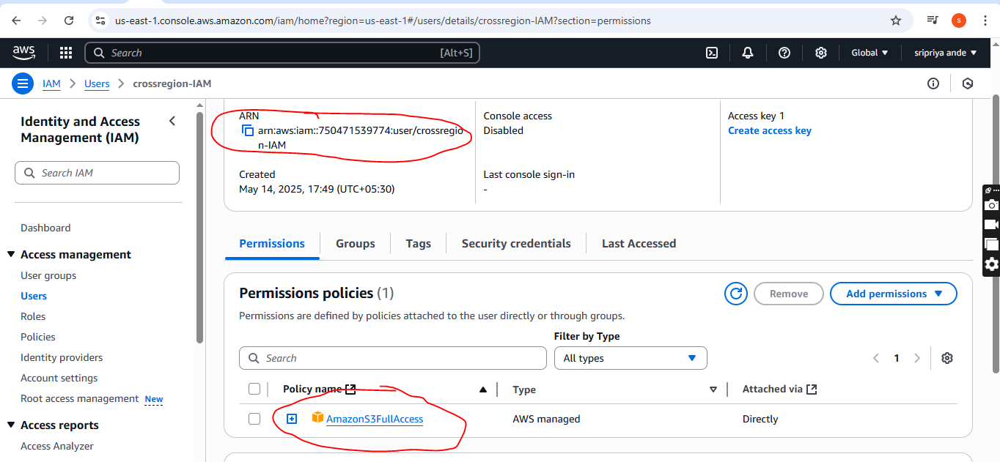 us-east-1.console.aws.amazon.com/iam/home?region=us-east-1#/users/details/crossregion-IAM?section=permissions
s
aws
Search
[Alt+S]
Global
sripriya ande
IAM
Users
crossregion-IAM
Identity and Access
Management (IAM)
Search IAM
Dashboard
Access management
User groups
Users
Roles
Policies
Identity providers
Account settings
Root access management New
Access reports
Access Analyzer
ARN
arn:aws:iam::750471539774:user/crossregio
n-IAM
Created
May 14, 2025, 17:49 (UTC+05:30)
Console access
Disabled
Last console sign-in
-
Access key 1
Create access key
Permissions
Groups
Tags
Security credentials
Last Accessed
Permissions policies (1)
Remove
Add permissions
Permissions are defined by policies attached to the user directly or through groups.
Filter by Type
Search
All types
1
Policy name
Type
Attached via
AmazonS3FullAccess
AWS managed
Directly